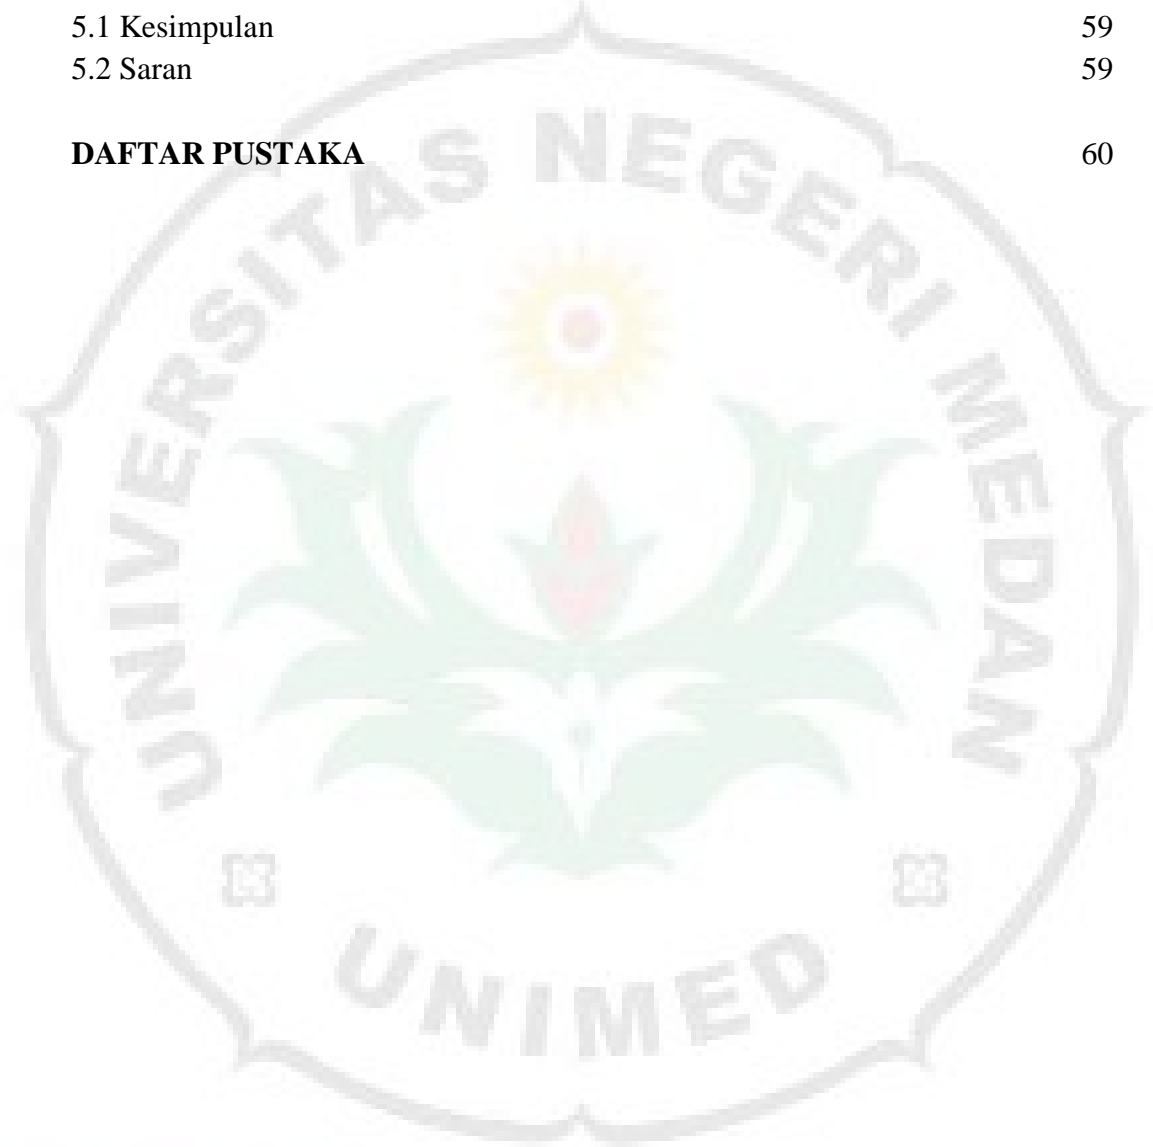 5.1 Kesimpulan 59
5.2 Saran 59
DAFTAR PUSTAKA 60
UNIVERSITAS NEGERI MEDAN
UNIMED